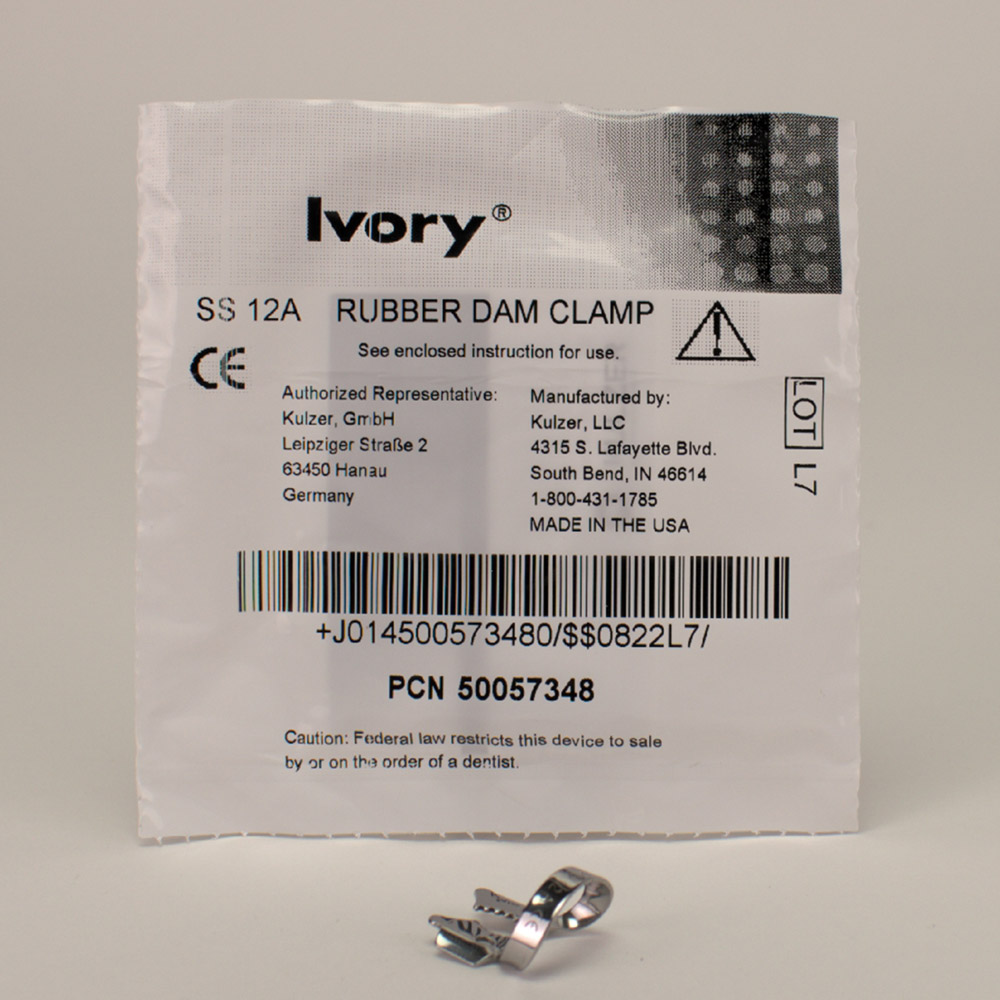 Ivory®
SS 12A RUBBER DAM CLAMP
CE
See enclosed instruction for use.
Authorized Representative:
Kulzer, GmbH
Leipziger Straße 2
63450 Hanau
Germany
Manufactured by:
Kulzer, LLC
4315 S. Lafayette Blvd.
South Bend, IN 46614
1-800-431-1785
MADE IN THE USA
LOT L7
+J014500573480/$$0822L7/
PCN 50057348
Caution: Federal law restricts this device to sale
by or on the order of a dentist.